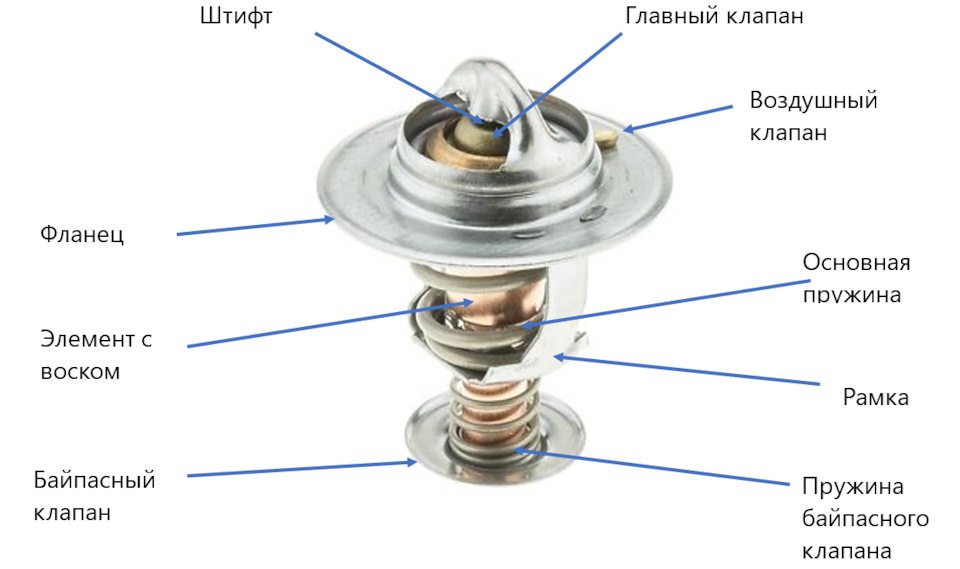 Штифт
Главный клапан
Воздушный
клапан
Фланец
Основная
пружина
Элемент с
воском
Рамка
Байпасный
клапан
Пружина
байпасного
клапана